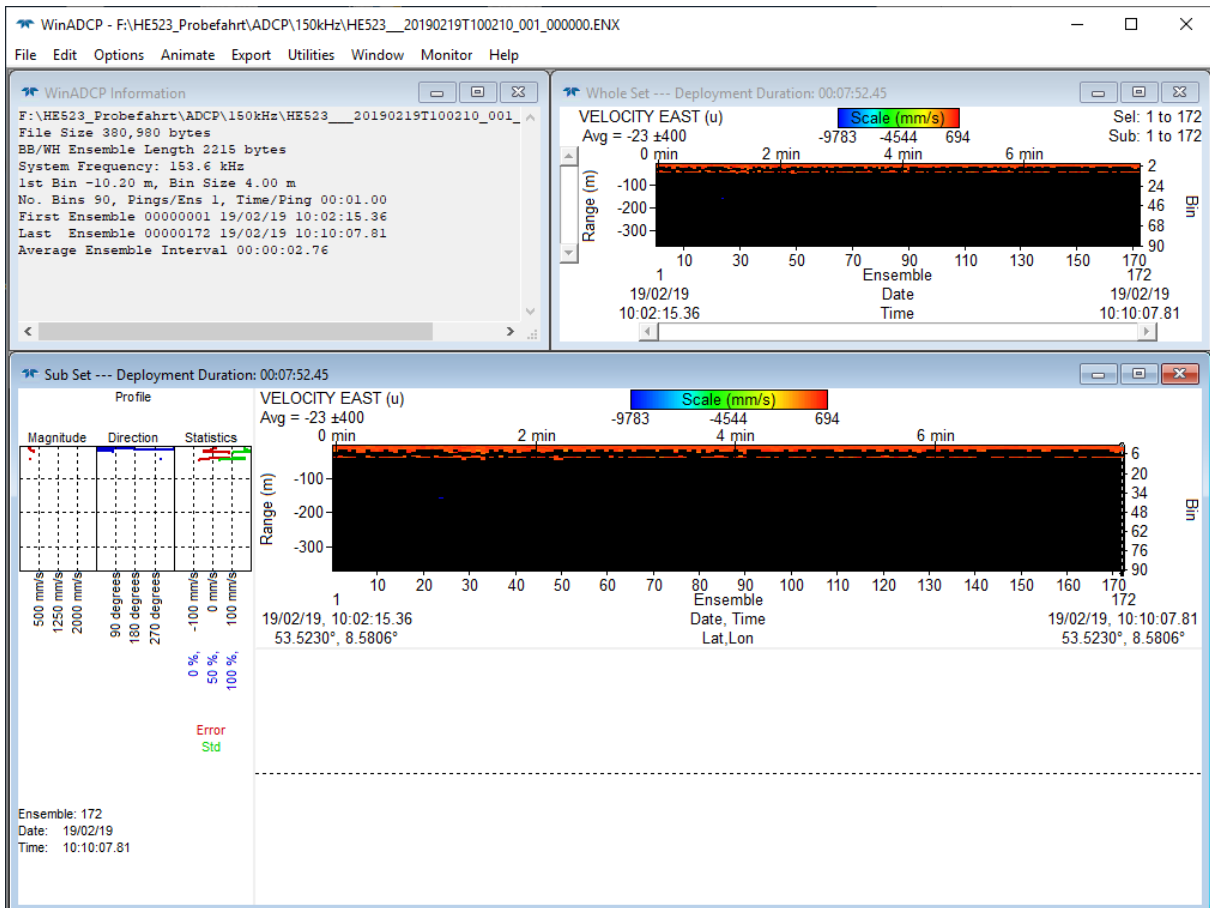 WinADCP - F:\HE523_Probefahrt\ADCP\150kHz\HE523__20190219T100210_001_000000.ENX
File Edit Options Animate Export Utilities Window Monitor Help
WinADCP Information
F:\HE523_Probefahrt\ADCP\150kHz\HE523___20190219T100210_001_
File Size 380,980 bytes
BB/WH Ensemble Length 2215 bytes
System Frequency: 153.6 kHz
1st Bin -10.20 m, Bin Size 4.00 m
No. Bins 90, Pings/Ens 1, Time/Ping 00:01.00
First Ensemble 00000001 19/02/19 10:02:15.36
Last Ensemble 00000172 19/02/19 10:10:07.81
Average Ensemble Interval 00:00:02.76
Whole Set --- Deployment Duration: 00:07:52.45
VELOCITY EAST (u) Scale (mm/s) Sel: 1 to 172
Avg = -23 ±400 -9783 -4544 694 Sub: 1 to 172
0 min 2 min 4 min 6 min
Range (m)
-100
-200
-300
2
24
46
68
90
Bin
10 30 50 70 90 110 130 150 170
1 Ensemble 172
19/02/19 Date 19/02/19
10:02:15.36 Time 10:10:07.81
Sub Set --- Deployment Duration: 00:07:52.45
Profile
Magnitude Direction Statistics
500 mm/s
1250 mm/s
2000 mm/s
90 degrees
180 degrees
270 degrees
-100 mm/s
0 mm/s
100 mm/s
0 %,
50 %,
100 %,
Error
Std
Ensemble: 172
Date: 19/02/19
Time: 10:10:07.81
VELOCITY EAST (u) Scale (mm/s)
Avg = -23 ±400 -9783 -4544 694
0 min 2 min 4 min 6 min
Range (m)
-100
-200
-300
6
20
34
48
62
76
90
Bin
10 20 30 40 50 60 70 80 90 100 110 120 130 140 150 160 170
1 Ensemble 172
19/02/19, 10:02:15.36 Date, Time 19/02/19, 10:10:07.81
53.5230°, 8.5806° Lat,Lon 53.5230°, 8.5806°